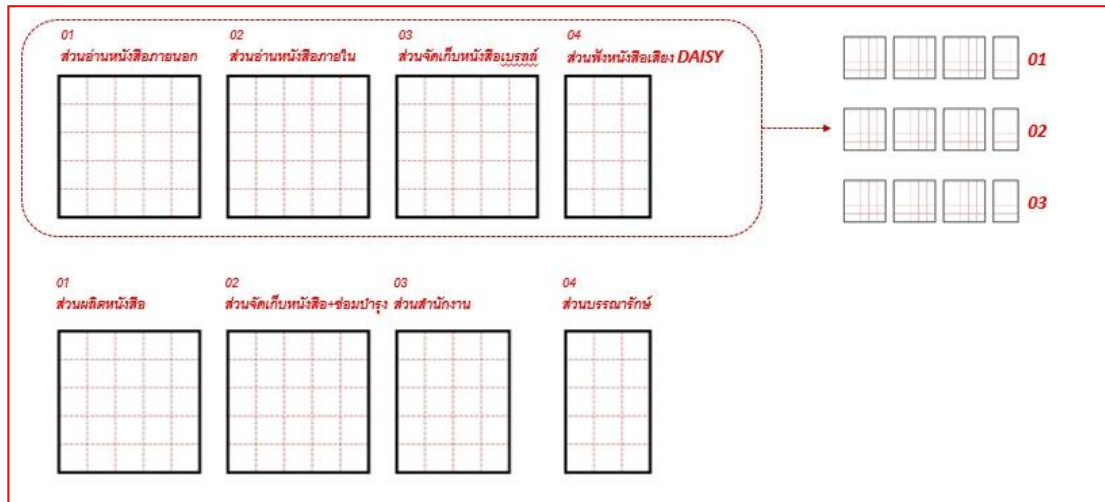 01
ส่วนอ่านหนังสือภายนอก
02
ส่วนอ่านหนังสือภายใน
03
ส่วนจัดเก็บหนังสือเบรลล์
04
ส่วนฟังหนังสือเสียง DAISY
01
02
03
01
ส่วนผลิตหนังสือ
02
ส่วนจัดเก็บหนังสือ+ซ่อมบำรุง
03
ส่วนสำนักงาน
04
ส่วนบรรณารักษ์